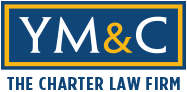 YM&C
THE CHARTER LAW FIRM